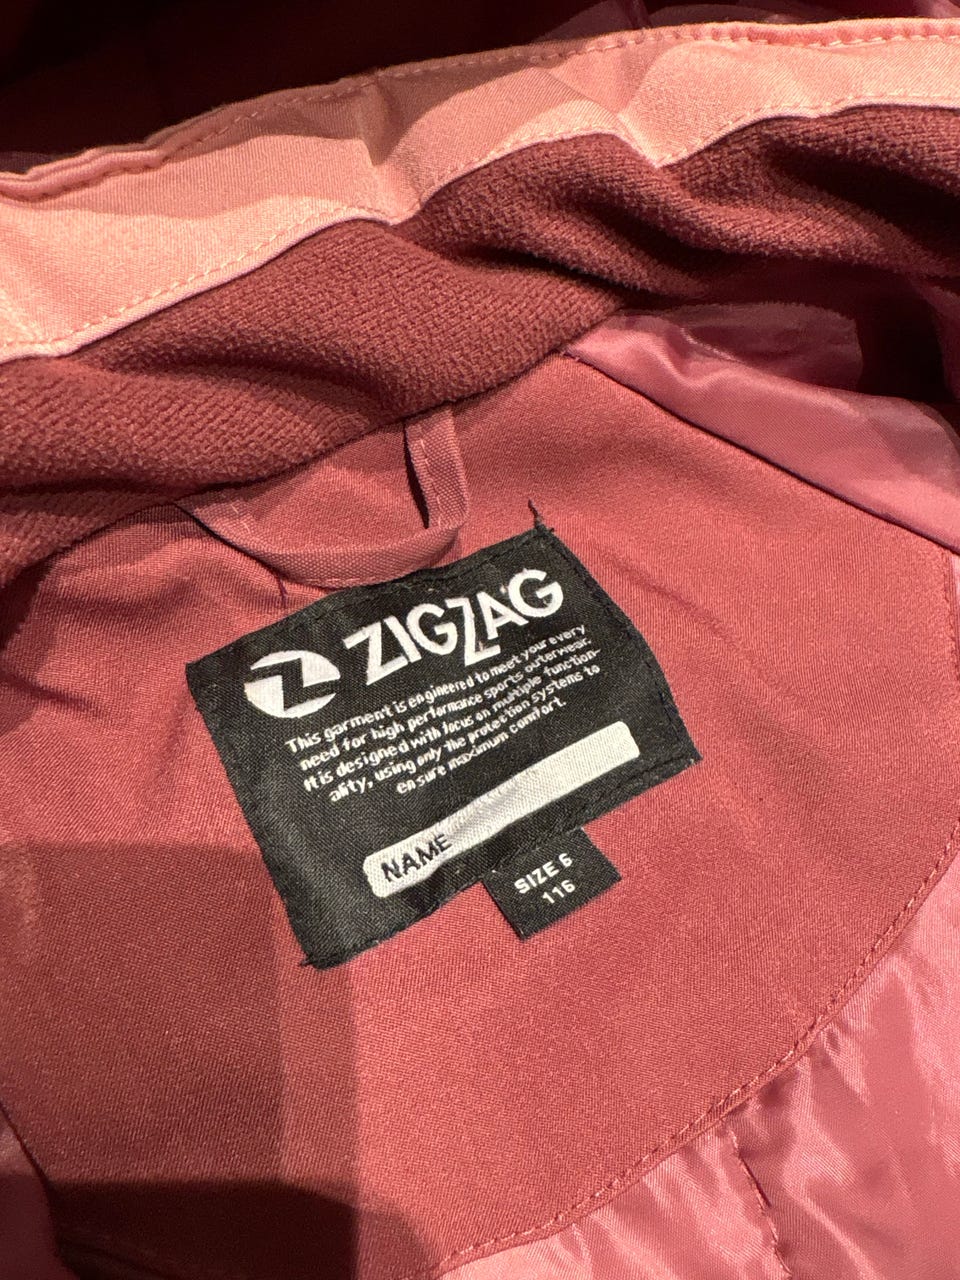 ZIGZAG
This garment is engineered to meet your every
need for high performance sports outerwear.
It is designed with focus on multiple function-
ality, using only the protection systems to
ensure maximum comfort.
NAME
SIZE 6
116